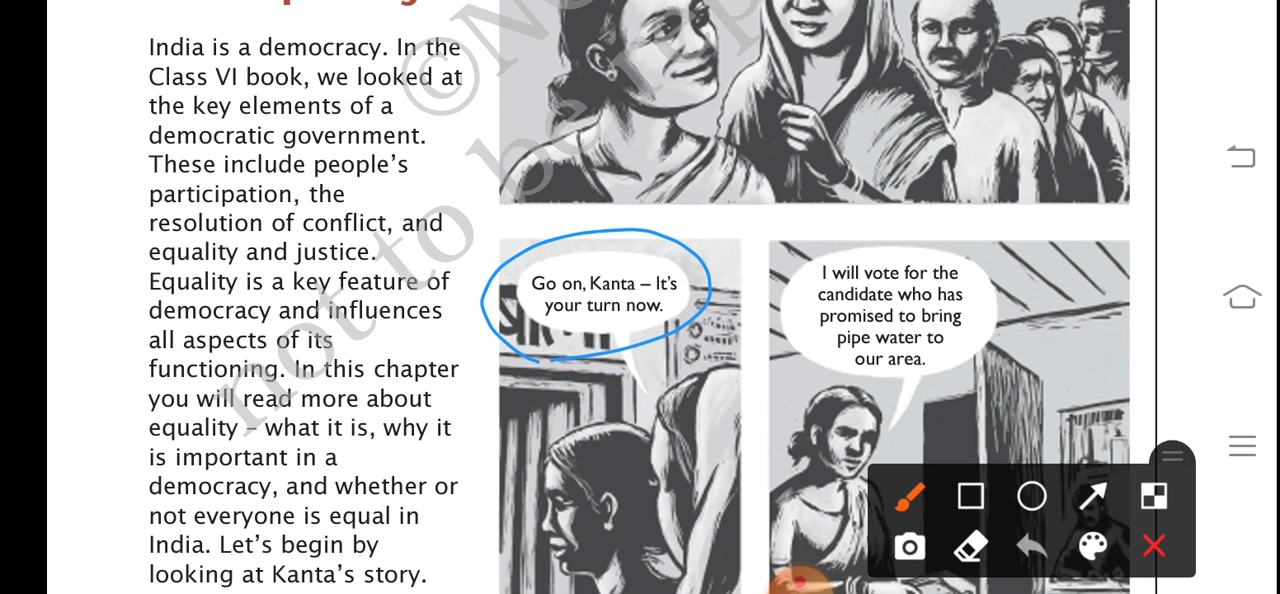 India is a democracy. In the
Class VI book, we looked at
the key elements of a
democratic government.
These include people's
participation, the
resolution of conflict, and
equality and justice.
Equality is a key feature of
democracy and influences
all aspects of its
functioning. In this chapter
you will read more about
equality – what it is, why it
is important in a
democracy, and whether or
not everyone is equal in
India. Let's begin by
looking at Kanta's story.
Go on, Kanta – It's
your turn now.
I will vote for the
candidate who has
promised to bring
pipe water to
our area.
not to be